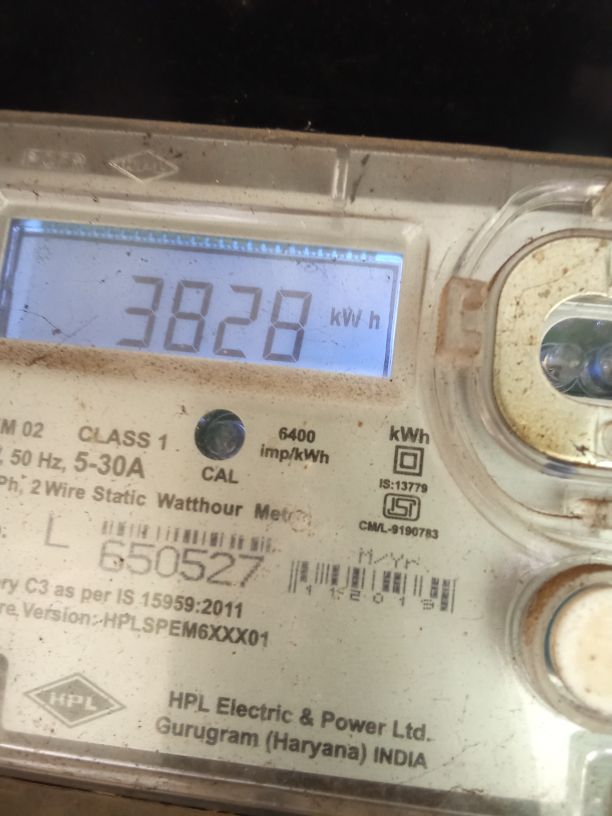 3828 kWh
M 02 CLASS 1
6400
imp/kWh
kWh
, 50 Hz, 5-30A
CAL
IS:13779
Ph, 2 Wire Static Watthour Meter
ISI
CM/L-9190783
L
650527
M/Yr
ry C3 as per IS 15959:2011
re Version:-HPLSPEM6XXX01
HPL
HPL Electric & Power Ltd.
Gurugram (Haryana) INDIA